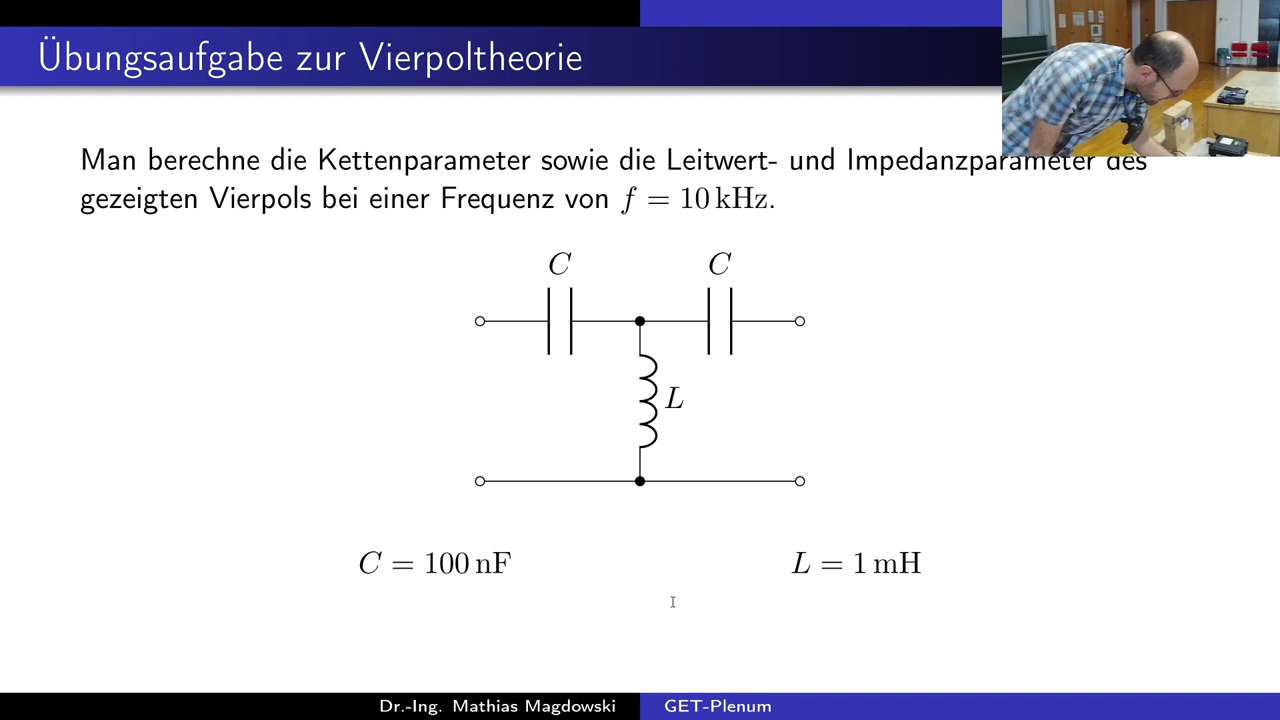 Übungsaufgabe zur Vierpoltheorie
Man berechne die Kettenparameter sowie die Leitwert- und Impedanzparameter des
gezeigten Vierpols bei einer Frequenz von f = 10 kHz.
C C
L
C = 100 nF L = 1 mH
Dr.-Ing. Mathias Magdowski GET-Plenum